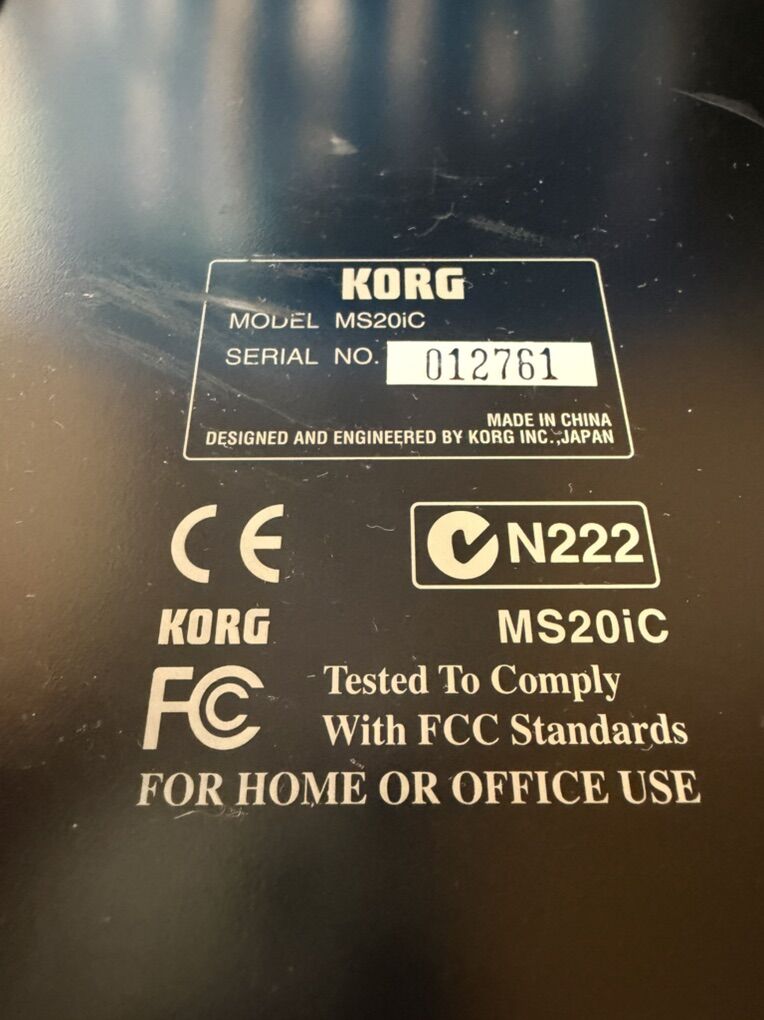 KORG
MODEL MS20iC
SERIAL NO. 012761
MADE IN CHINA
DESIGNED AND ENGINEERED BY KORG INC.,JAPAN
CE N222
KORG MS20iC
FC Tested To Comply
With FCC Standards
FOR HOME OR OFFICE USE